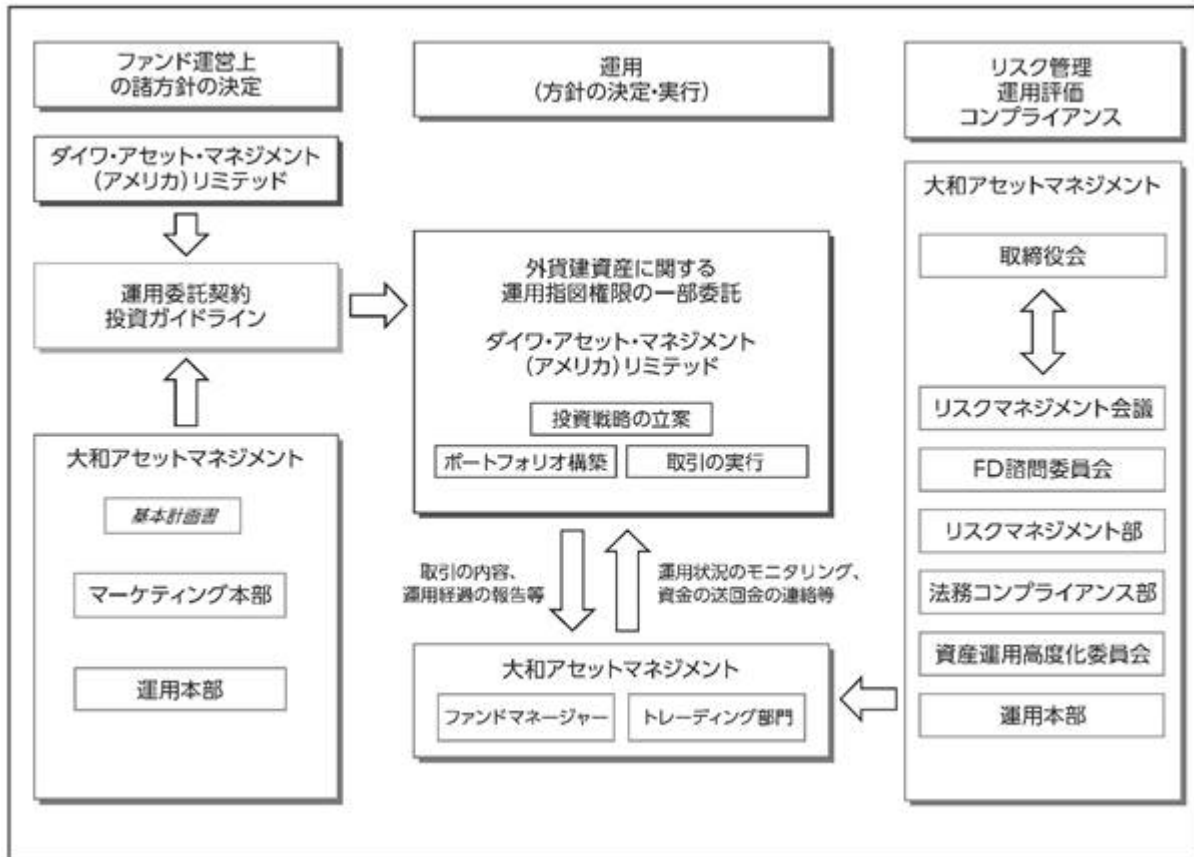 ファンド運営上
の諸方針の決定
ダイワ・アセット・マネジメント
(アメリカ)リミテッド
運用委託契約
投資ガイドライン
大和アセットマネジメント
基本計画書
マーケティング本部
運用本部
運用
(方針の決定・実行)
外貨建資産に関する
運用指図権限の一部委託
ダイワ・アセット・マネジメント
(アメリカ)リミテッド
投資戦略の立案
ポートフォリオ構築
取引の実行
取引の内容、
運用経過の報告等
運用状況のモニタリング、
資金の送回金の連絡等
大和アセットマネジメント
ファンドマネージャー
トレーディング部門
リスク管理
運用評価
コンプライアンス
大和アセットマネジメント
取締役会
リスクマネジメント会議
FD諮問委員会
リスクマネジメント部
法務コンプライアンス部
資産運用高度化委員会
運用本部